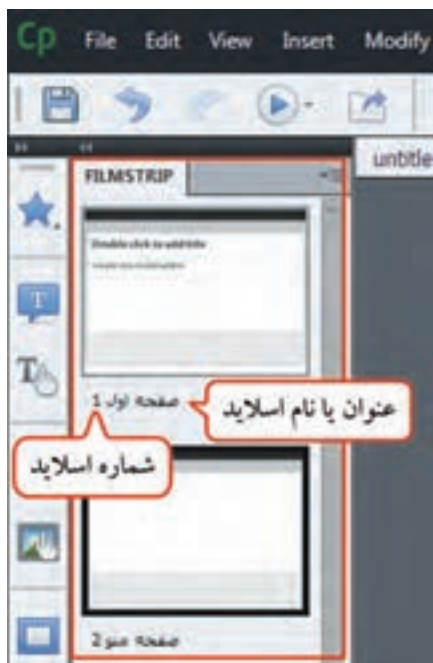 Cp File Edit View Insert Modify
FILMSTRIP
untitle
Double click to add title
T
T
صفحه اول 1
عنوان یا نام اسلاید
شماره اسلاید
صفحه منو 2